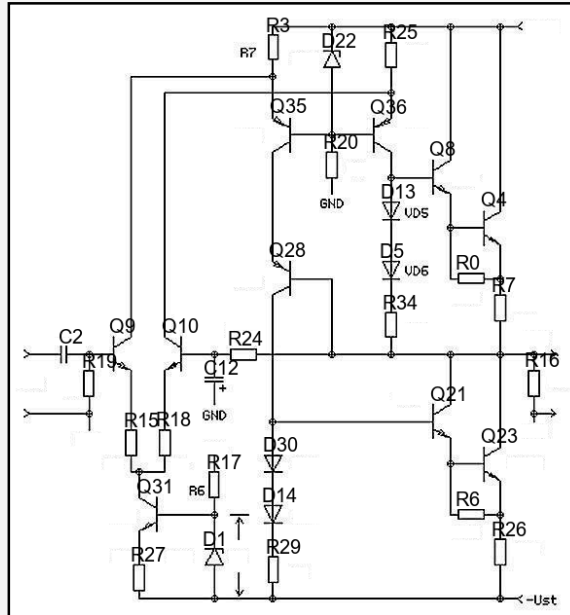 R3
D22
R25
R7
Q35
Q36
R20
Q8
GND
D13
VD5
Q4
Q28
D5
VD6
R0
R7
R34
C2
Q9
Q10
R24
R19
C12
+
R16
GND
Q21
R15
R18
Q23
D30
R17
Q31
R6
D14
R6
R27
D1
R29
R26
-Ust